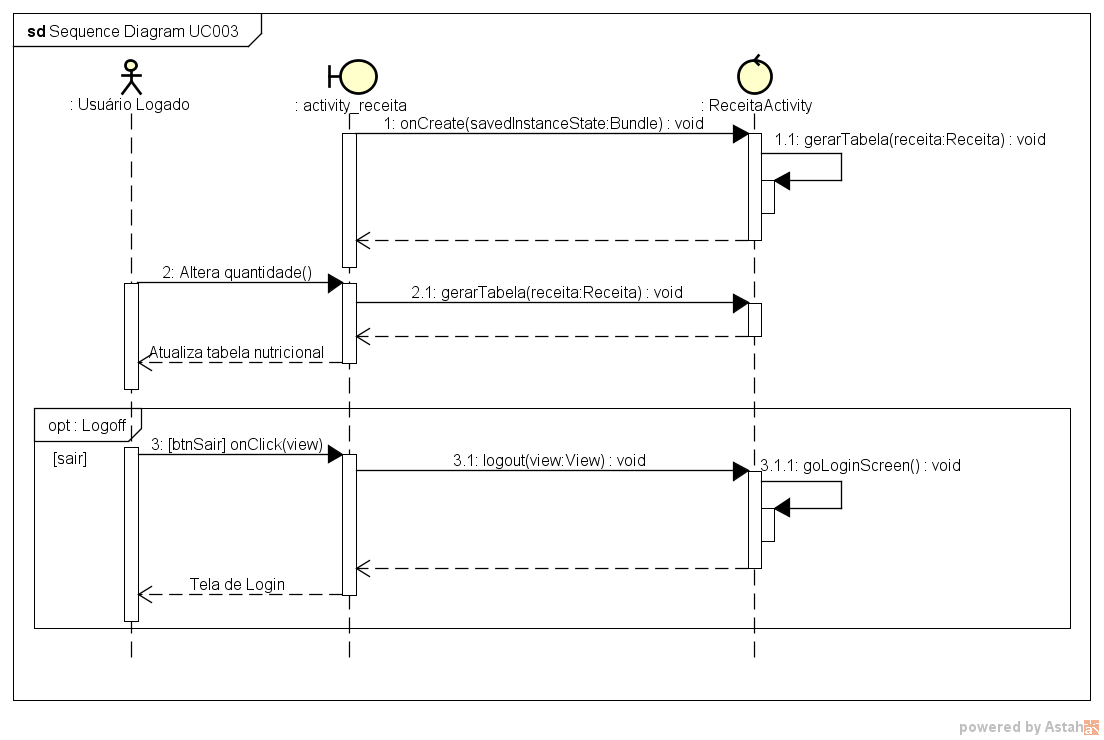 sd Sequence Diagram UC003
: Usuário Logado
: activity_receita
: ReceitaActivity
1: onCreate(savedInstanceState:Bundle) : void
1.1: gerarTabela(receita:Receita) : void
2: Altera quantidade()
2.1: gerarTabela(receita:Receita) : void
Atualiza tabela nutricional
opt : Logoff
[sair]
3: [btnSair] onClick(view)
3.1: logout(view:View) : void
3.1.1: goLoginScreen() : void
Tela de Login
powered by Astah